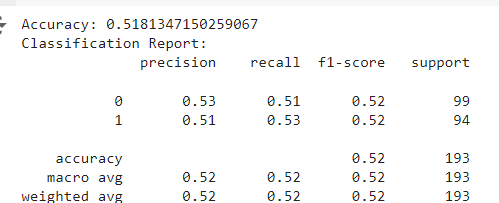 Accuracy: 0.5181347150259067
Classification Report:
precision recall f1-score support
0 0.53 0.51 0.52 99
1 0.51 0.53 0.52 94
accuracy 0.52 193
macro avg 0.52 0.52 0.52 193
weighted avg 0.52 0.52 0.52 193